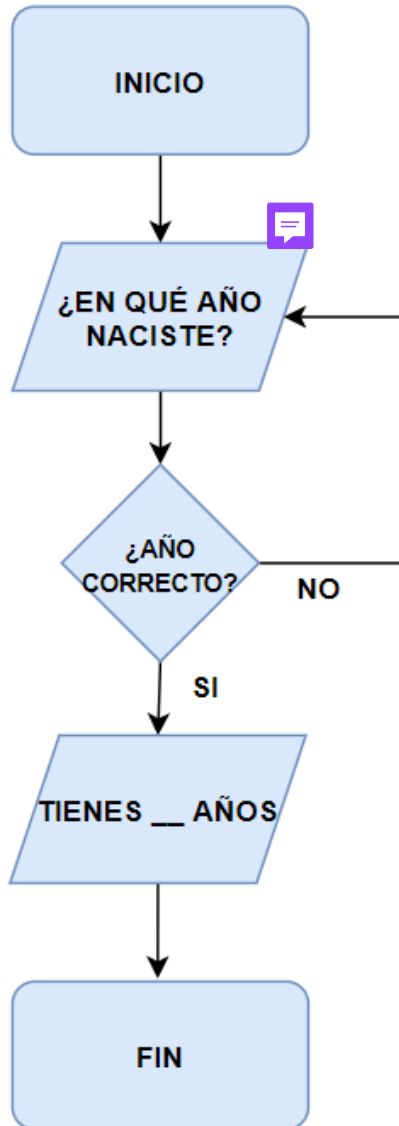 INICIO
¿EN QUÉ AÑO
NACISTE?
¿AÑO
CORRECTO?
NO
SI
TIENES __ AÑOS
FIN